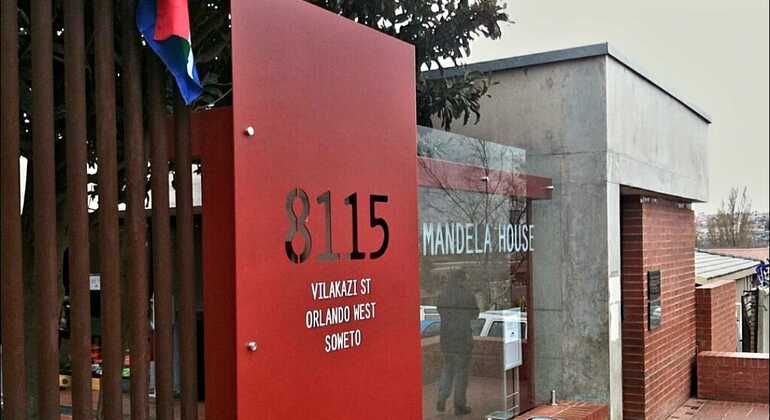 8115
VILAKAZI ST
ORLANDO WEST
SOWETO
MANDELA HOUSE